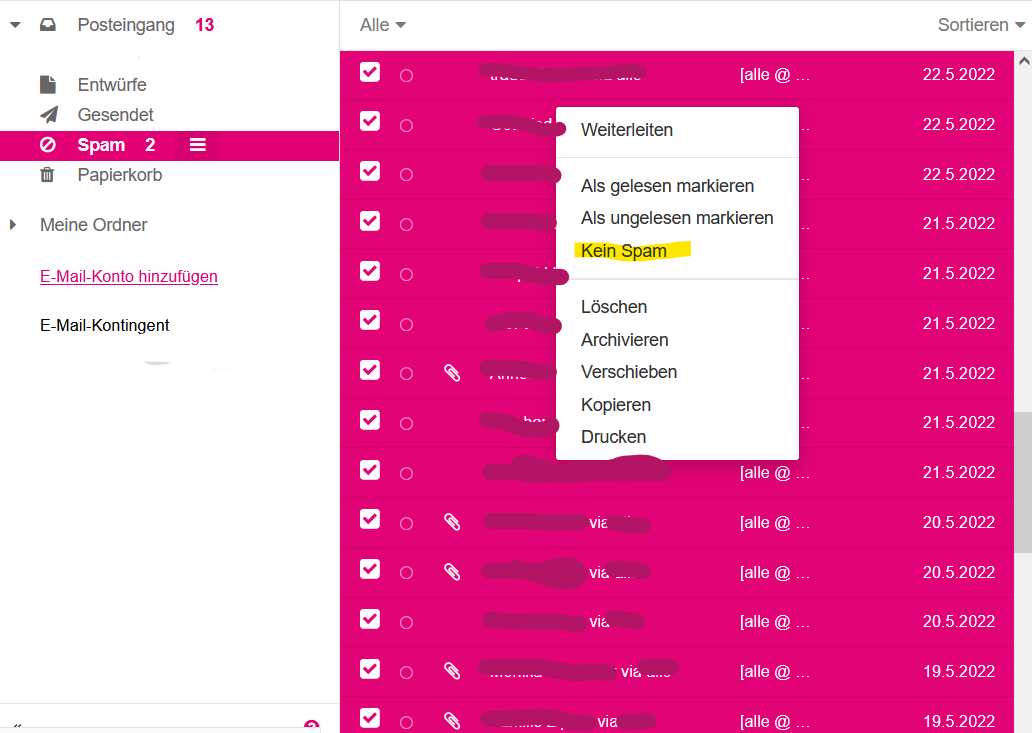 Posteingang 13
Entwürfe
Gesendet
Spam 2
Papierkorb
Meine Ordner
E-Mail-Konto hinzufügen
E-Mail-Kontingent
Alle
Sortieren
[alle @ ... 22.5.2022
22.5.2022
22.5.2022
21.5.2022
21.5.2022
21.5.2022
21.5.2022
21.5.2022
[alle @ ... 21.5.2022
via [alle @ ... 20.5.2022
via [alle @ ... 20.5.2022
via [alle @ ... 20.5.2022
via [alle @ ... 19.5.2022
via [alle @ ... 19.5.2022
Weiterleiten
Als gelesen markieren
Als ungelesen markieren
Kein Spam
Löschen
Archivieren
Verschieben
Kopieren
Drucken